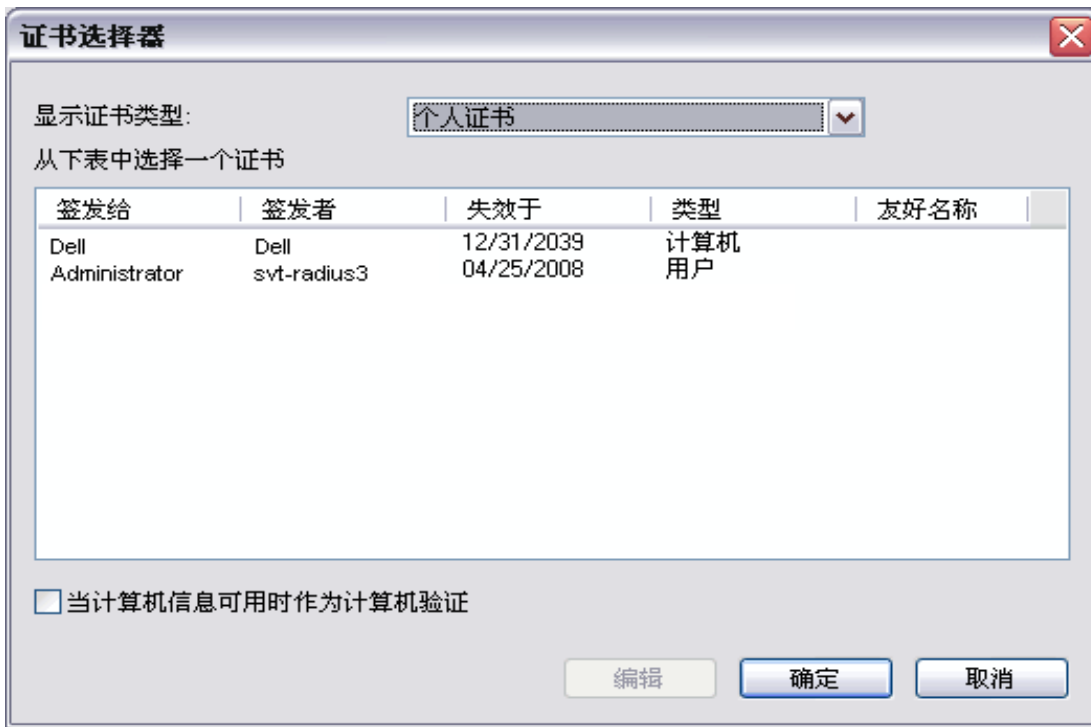 证书选择器
显示证书类型: 个人证书
从下表中选择一个证书
签发给 签发者 失效于 类型 友好名称
Dell Dell 12/31/2039 计算机
Administrator svt-radius3 04/25/2008 用户
当计算机信息可用时作为计算机验证
编辑 确定 取消